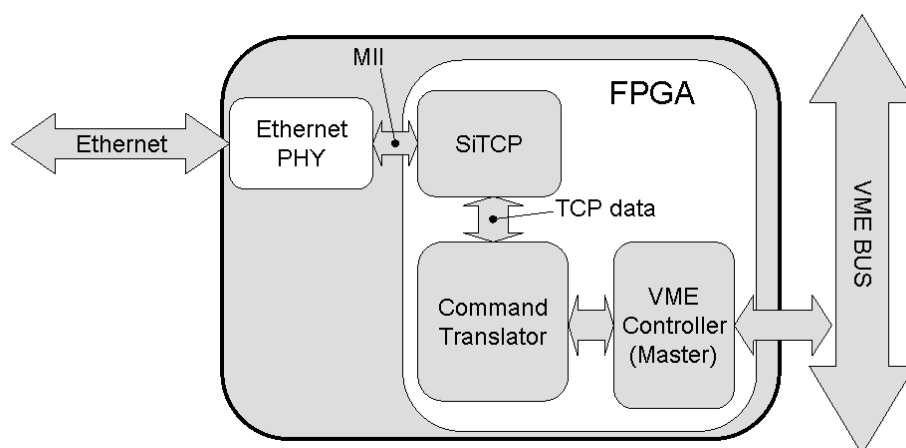 MII
FPGA
Ethernet
Ethernet
PHY
SiTCP
TCP data
Command
Translator
VME
Controller
(Master)
VME BUS